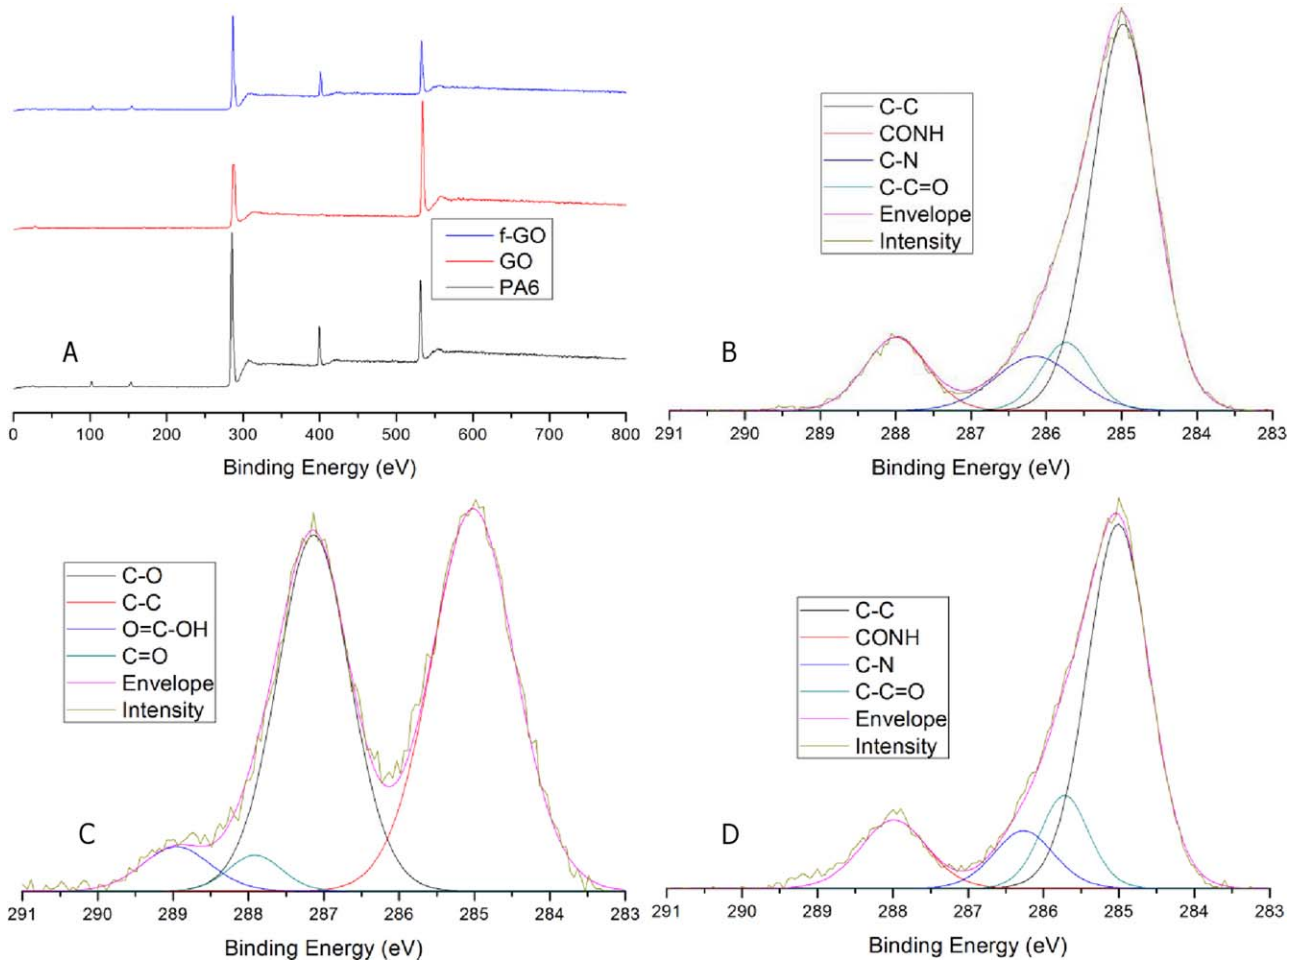 f-GO
GO
PA6
A
0 100 200 300 400 500 600 700 800
Binding Energy (eV)
C-C
CONH
C-N
C-C=O
Envelope
Intensity
B
291 290 289 288 287 286 285 284 283
Binding Energy (eV)
C-O
C-C
O=C-OH
C=O
Envelope
Intensity
C
291 290 289 288 287 286 285 284 283
Binding Energy (eV)
C-C
CONH
C-N
C-C=O
Envelope
Intensity
D
291 290 289 288 287 286 285 284 283
Binding Energy (eV)